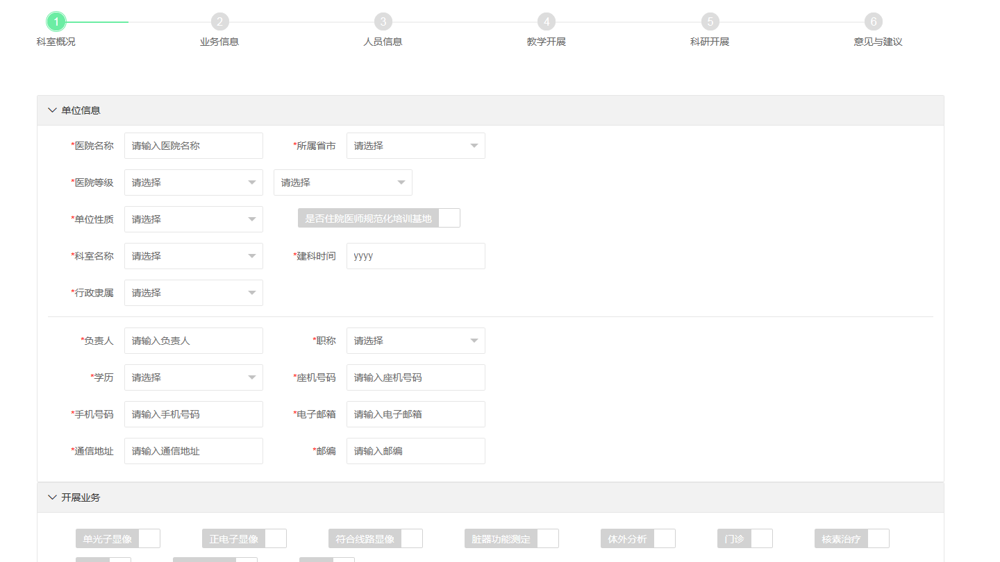 1 2 3 4 5 6
科室概况 业务信息 人员信息 教学开展 科研开展 意见与建议
单位信息
*医院名称 请输入医院名称 *所属省市 请选择
*医院等级 请选择 请选择
*单位性质 请选择 是否住院医师规范化培训基地
*科室名称 请选择 *建科时间 yyyy
*行政隶属 请选择
*负责人 请输入负责人 *职称 请选择
*学历 请选择 *座机号码 请输入座机号码
*手机号码 请输入手机号码 *电子邮箱 请输入电子邮箱
*通信地址 请输入通信地址 *邮编 请输入邮编
开展业务
单光子显像 正电子显像 符合线路显像 脏器功能测定 体外分析 门诊 核素治疗